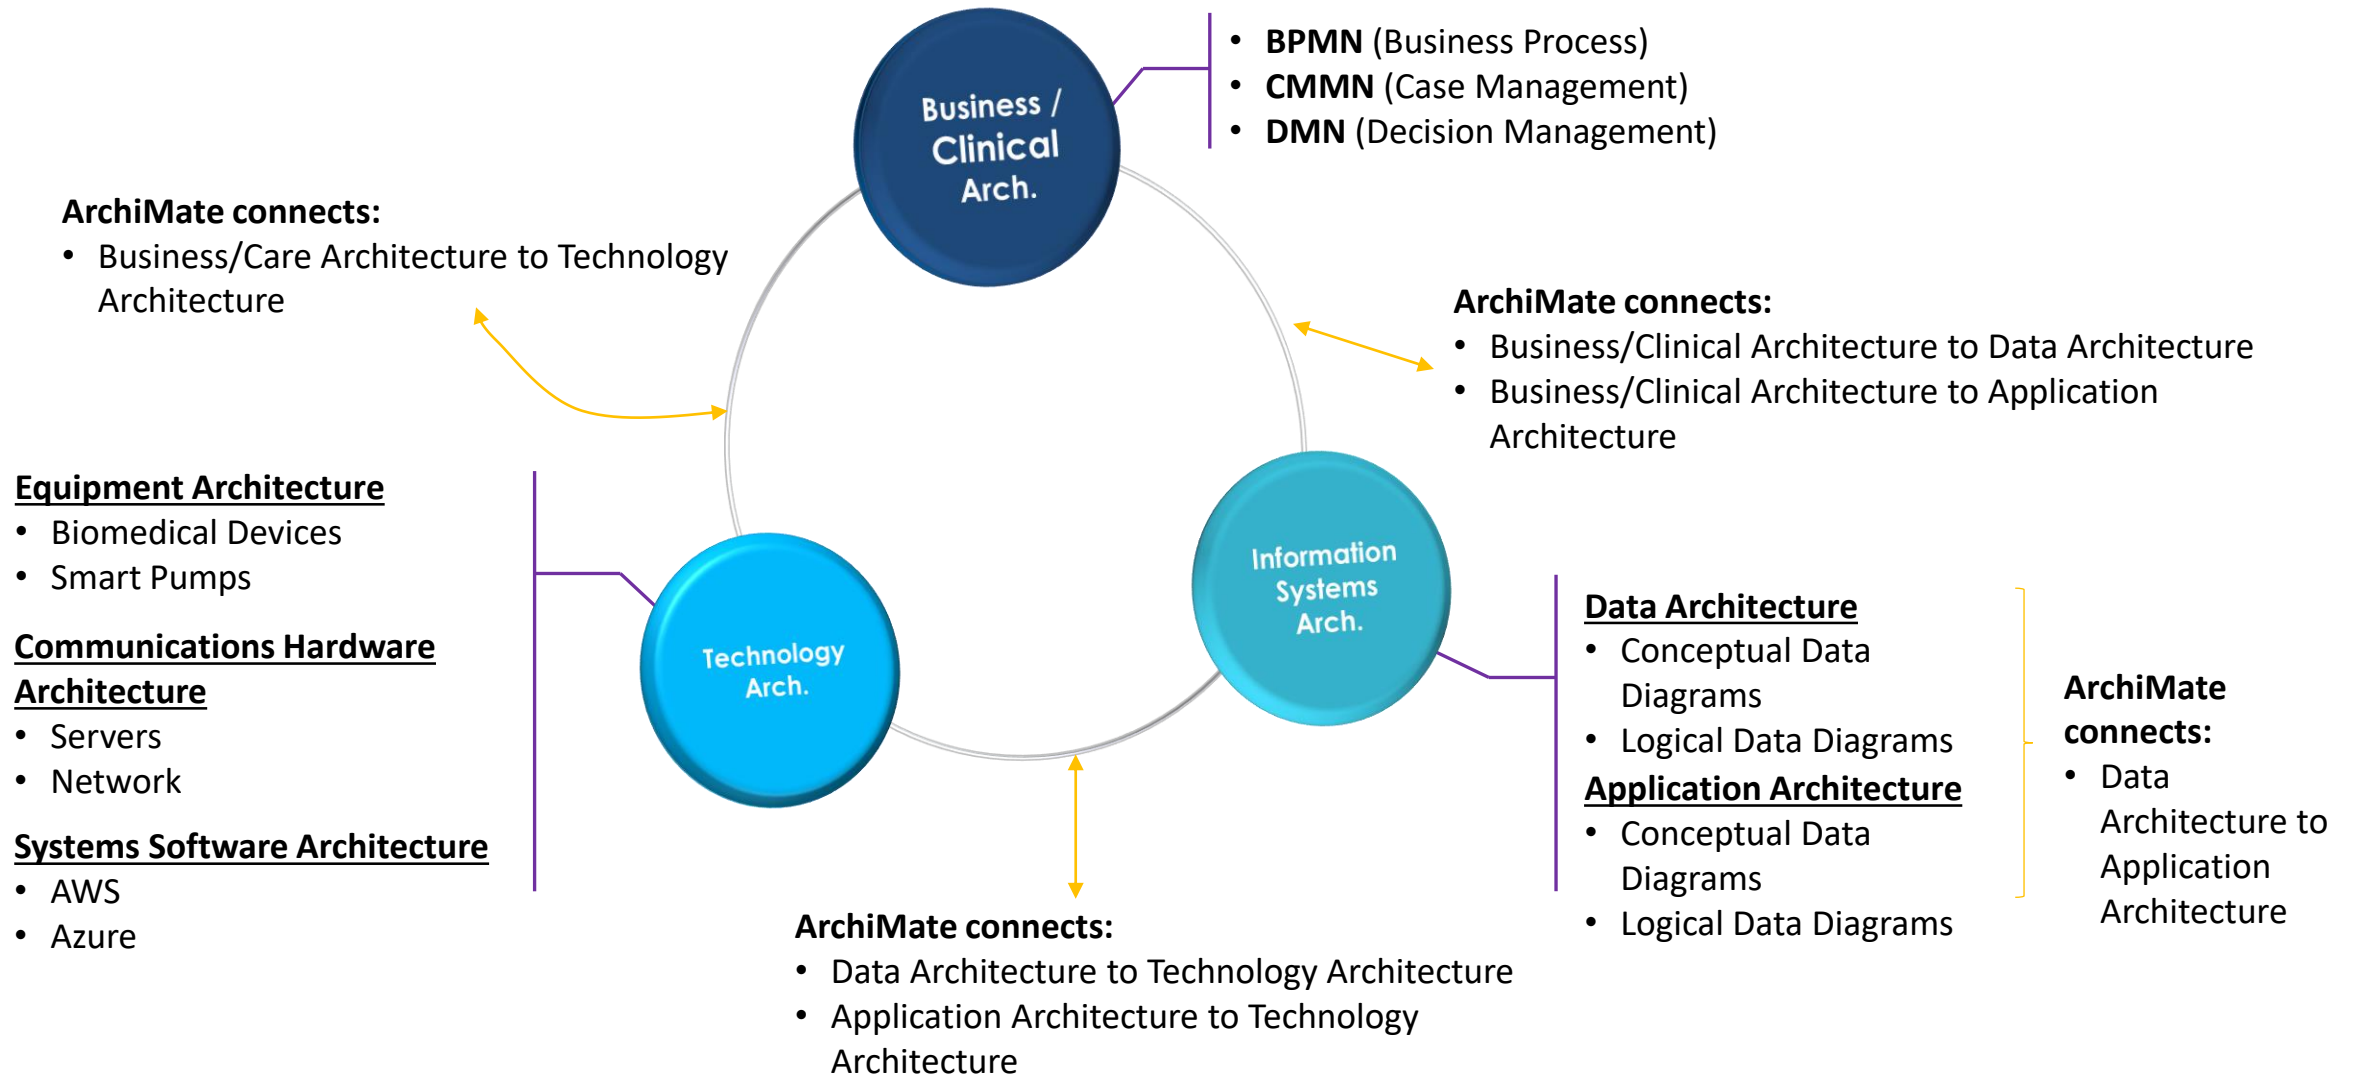 Business /
Clinical
Arch.
• BPMN (Business Process)
• CMMN (Case Management)
• DMN (Decision Management)
ArchiMate connects:
• Business/Care Architecture to Technology
Architecture
ArchiMate connects:
• Business/Clinical Architecture to Data Architecture
• Business/Clinical Architecture to Application
Architecture
Equipment Architecture
• Biomedical Devices
• Smart Pumps
Communications Hardware
Architecture
• Servers
• Network
Systems Software Architecture
• AWS
• Azure
Technology
Arch.
Information
Systems
Arch.
Data Architecture
• Conceptual Data
Diagrams
• Logical Data Diagrams
Application Architecture
• Conceptual Data
Diagrams
• Logical Data Diagrams
ArchiMate
connects:
• Data
Architecture to
Application
Architecture
ArchiMate connects:
• Data Architecture to Technology Architecture
• Application Architecture to Technology
Architecture